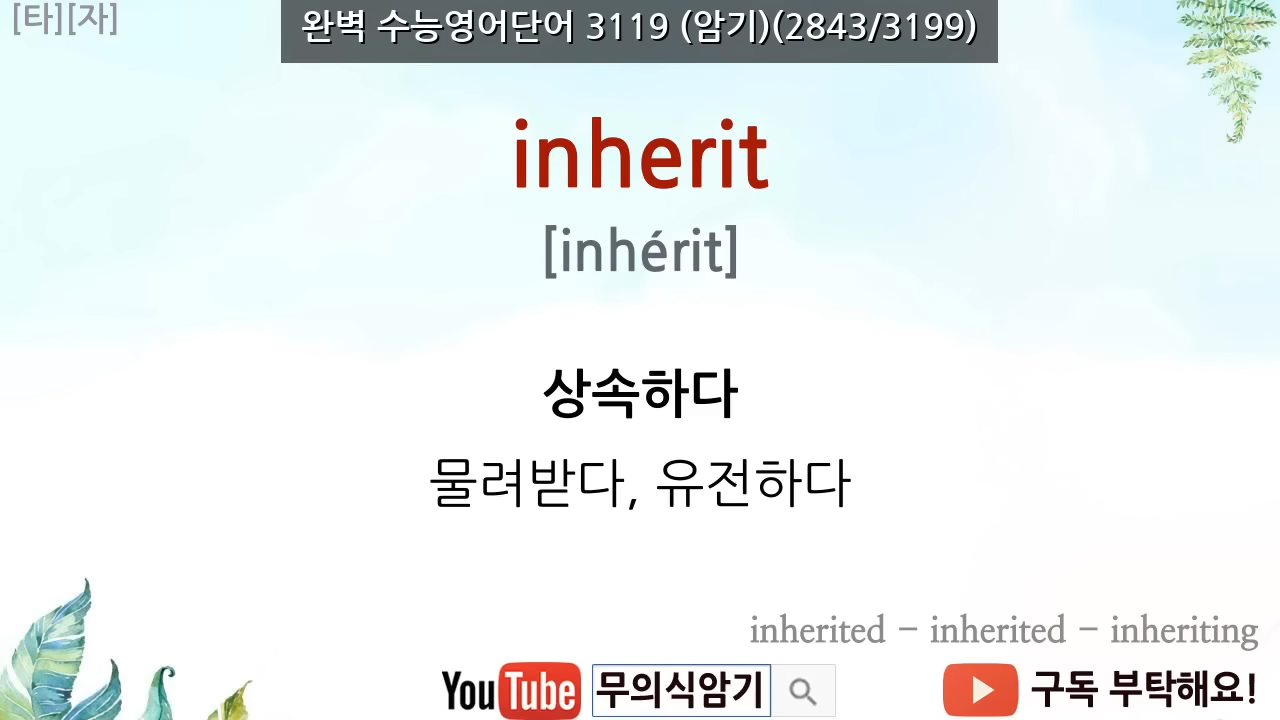 [타][자]
완벽 수능영어단어 3119 (암기)(2843/3199)
inherit
[inhérit]
상속하다
물려받다, 유전하다
inherited - inherited - inheriting
YouTube 무의식암기 구독 부탁해요!